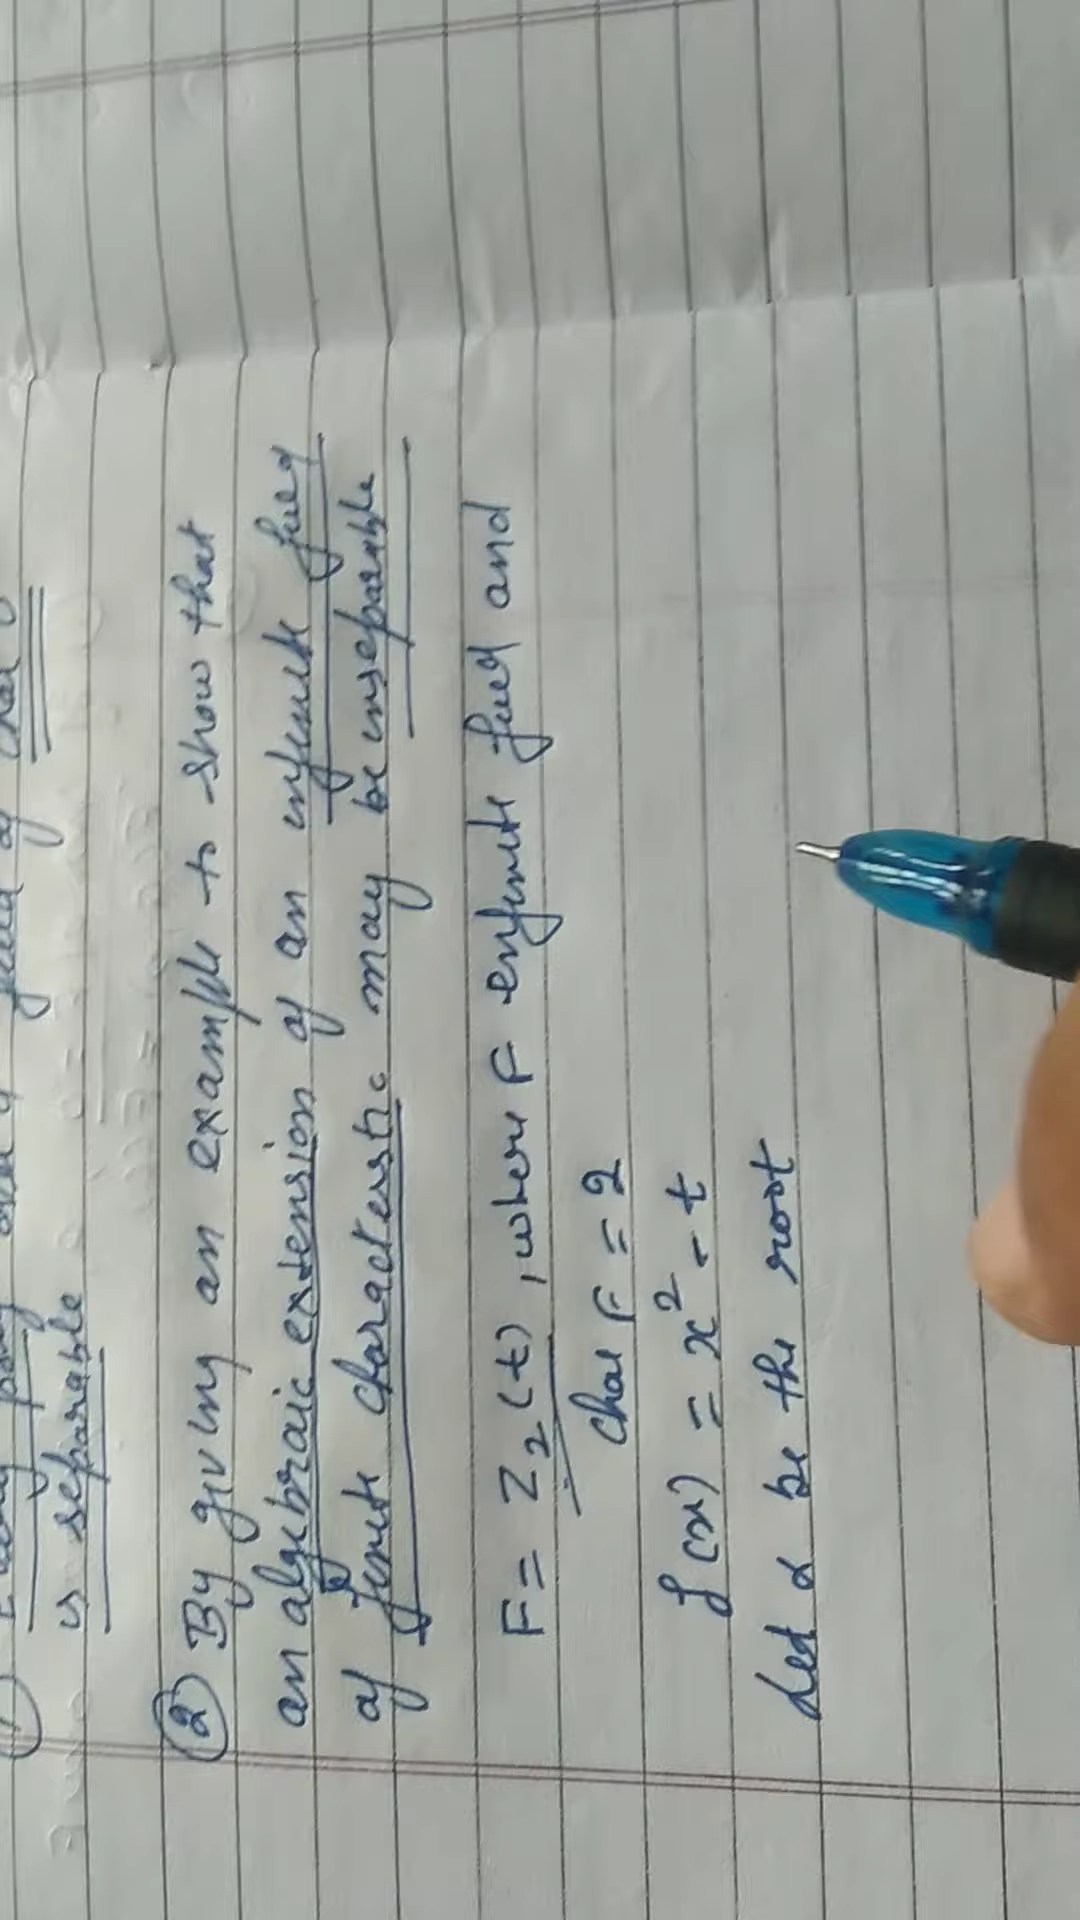 is separable
② By giving an example to show that
an algebraic extension of an infinite field
of finite characteristic may be inseparable
F = Z₂(t), where F infinite field and
char F = 2
f(x) = x² - t
Let α be the root